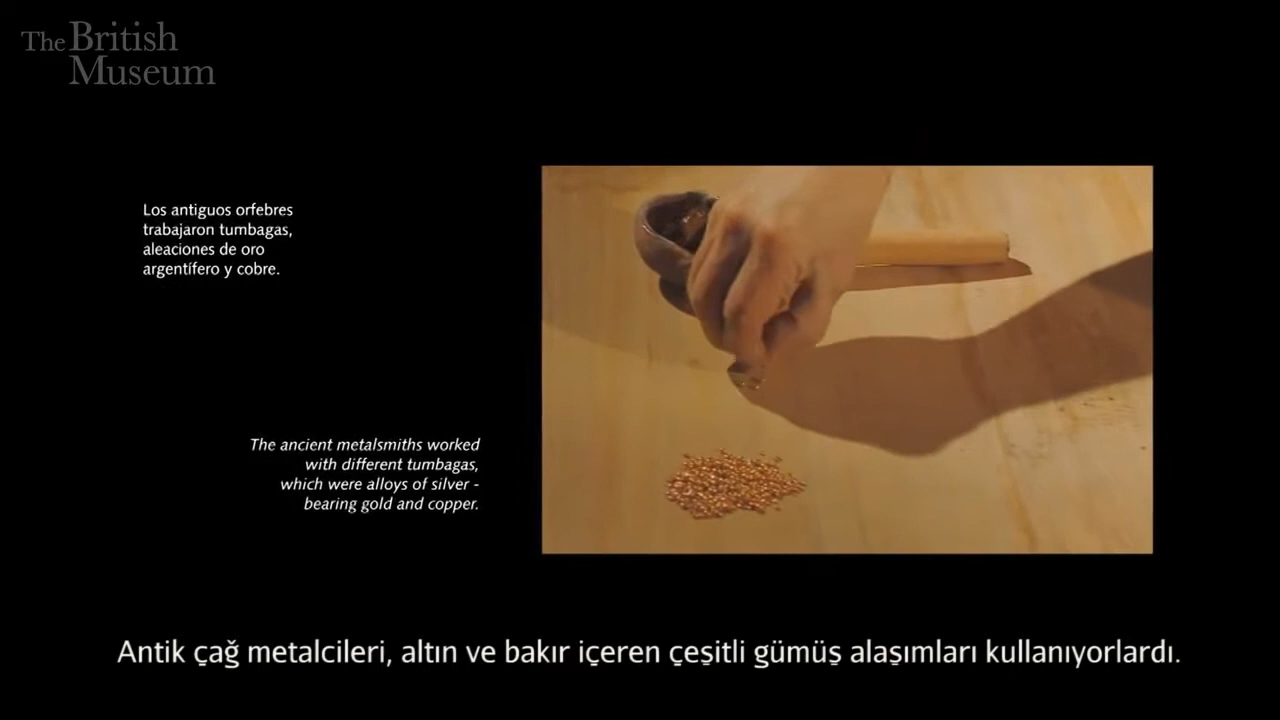 The British
Museum
Los antiguos orfebres
trabajaron tumbagas,
aleaciones de oro
argentífero y cobre.
The ancient metalsmiths worked
with different tumbagas,
which were alloys of silver -
bearing gold and copper.
Antik çağ metalcileri, altın ve bakır içeren çeşitli gümüş alaşımları kullanıyorlardı.